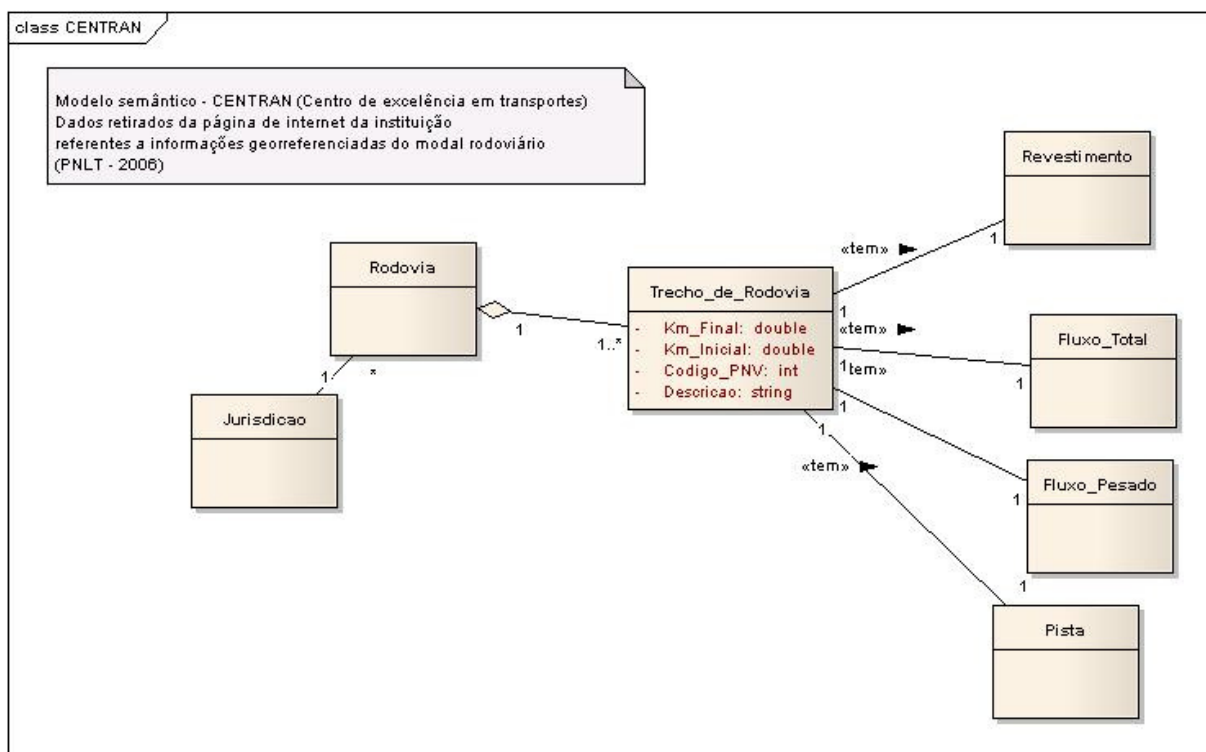 class CENTRAN
Modelo semântico - CENTRAN (Centro de excelência em transportes)
Dados retirados da página de internet da instituição
referentes a informações georreferenciadas do modal rodoviário
(PNLT - 2006)
Revestimento
1
«tem»
Rodovia
1
1..*
Trecho_de_Rodovia
- Km_Final: double
- Km_Inicial: double
- Codigo_PNV: int
- Descricao: string
1
«tem»
1
tem»
1
1
Fluxo_Total
1
Jurisdicao
1
*
«tem»
Fluxo_Pesado
1
1
Pista